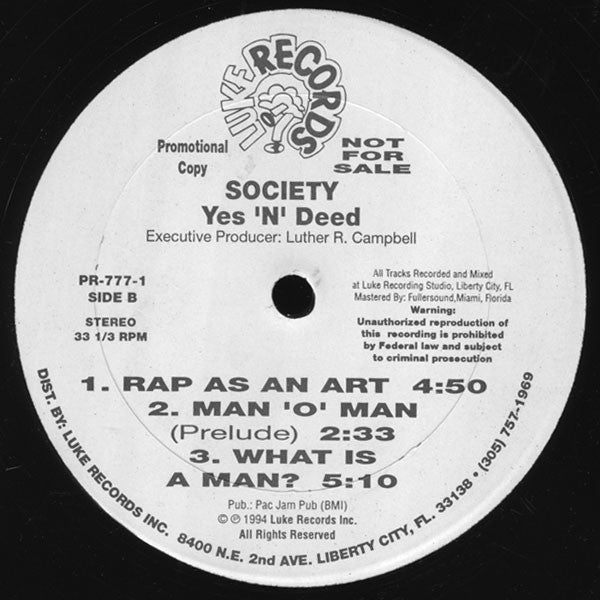 LUKE RECORDS
Promotional
Copy
NOT
FOR
SALE
SOCIETY
Yes 'N' Deed
Executive Producer: Luther R. Campbell
PR-777-1
SIDE B
STEREO
33 1/3 RPM
All Tracks Recorded and Mixed
at Luke Recording Studio, Liberty City, FL
Mastered By: Fullersound,Miami, Florida
Warning:
Unauthorized reproduction of
this recording is prohibited
by Federal law and subject
to criminal prosecution
1. RAP AS AN ART 4:50
2. MAN 'O' MAN
(Prelude) 2:33
3. WHAT IS
A MAN? 5:10
Pub.: Pac Jam Pub (BMI)
© ℗ 1994 Luke Records Inc.
All Rights Reserved
DIST. BY: LUKE RECORDS INC. 8400 N.E. 2nd AVE. LIBERTY CITY, FL. 33138 • (305) 757-1969